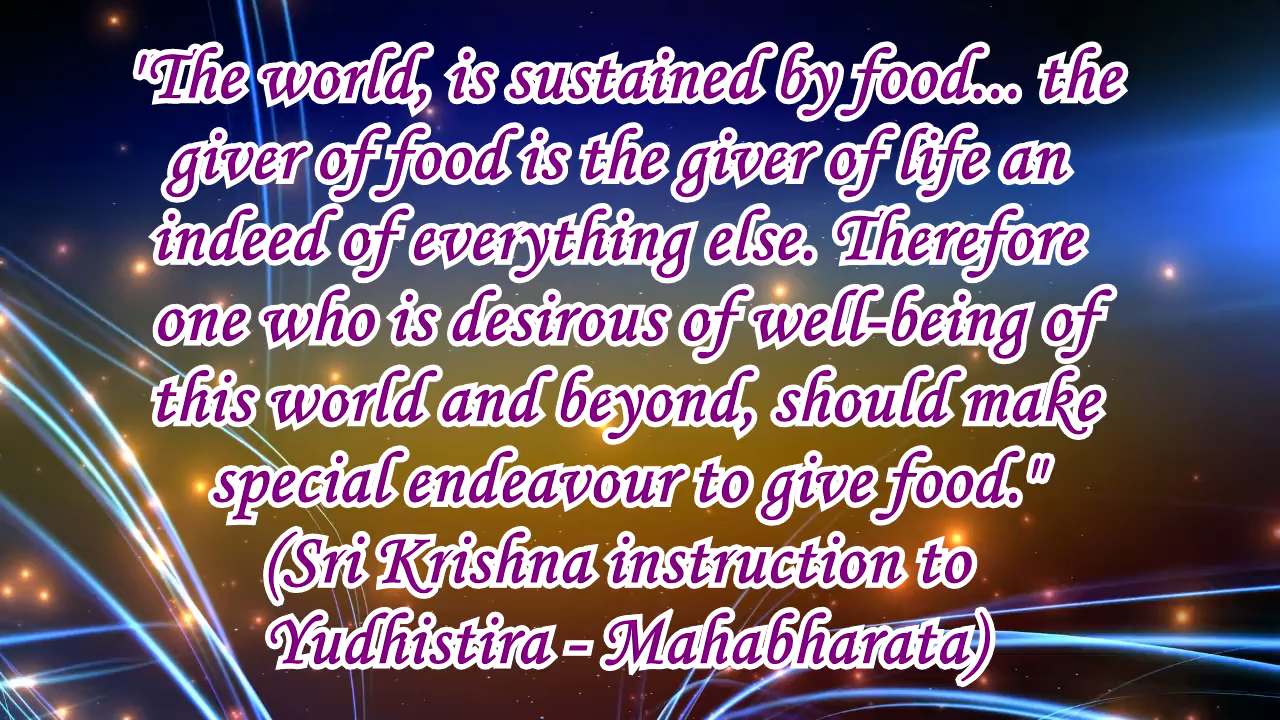 "The world, is sustained by food... the
giver of food is the giver of life an
indeed of everything else. Therefore
one who is desirous of well-being of
this world and beyond, should make
special endeavour to give food."
(Sri Krishna instruction to
Yudhistira - Mahabharata)